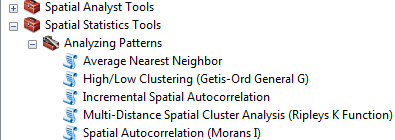 Spatial Analyst Tools
Spatial Statistics Tools
Analyzing Patterns
Average Nearest Neighbor
High/Low Clustering (Getis-Ord General G)
Incremental Spatial Autocorrelation
Multi-Distance Spatial Cluster Analysis (Ripleys K Function)
Spatial Autocorrelation (Morans I)